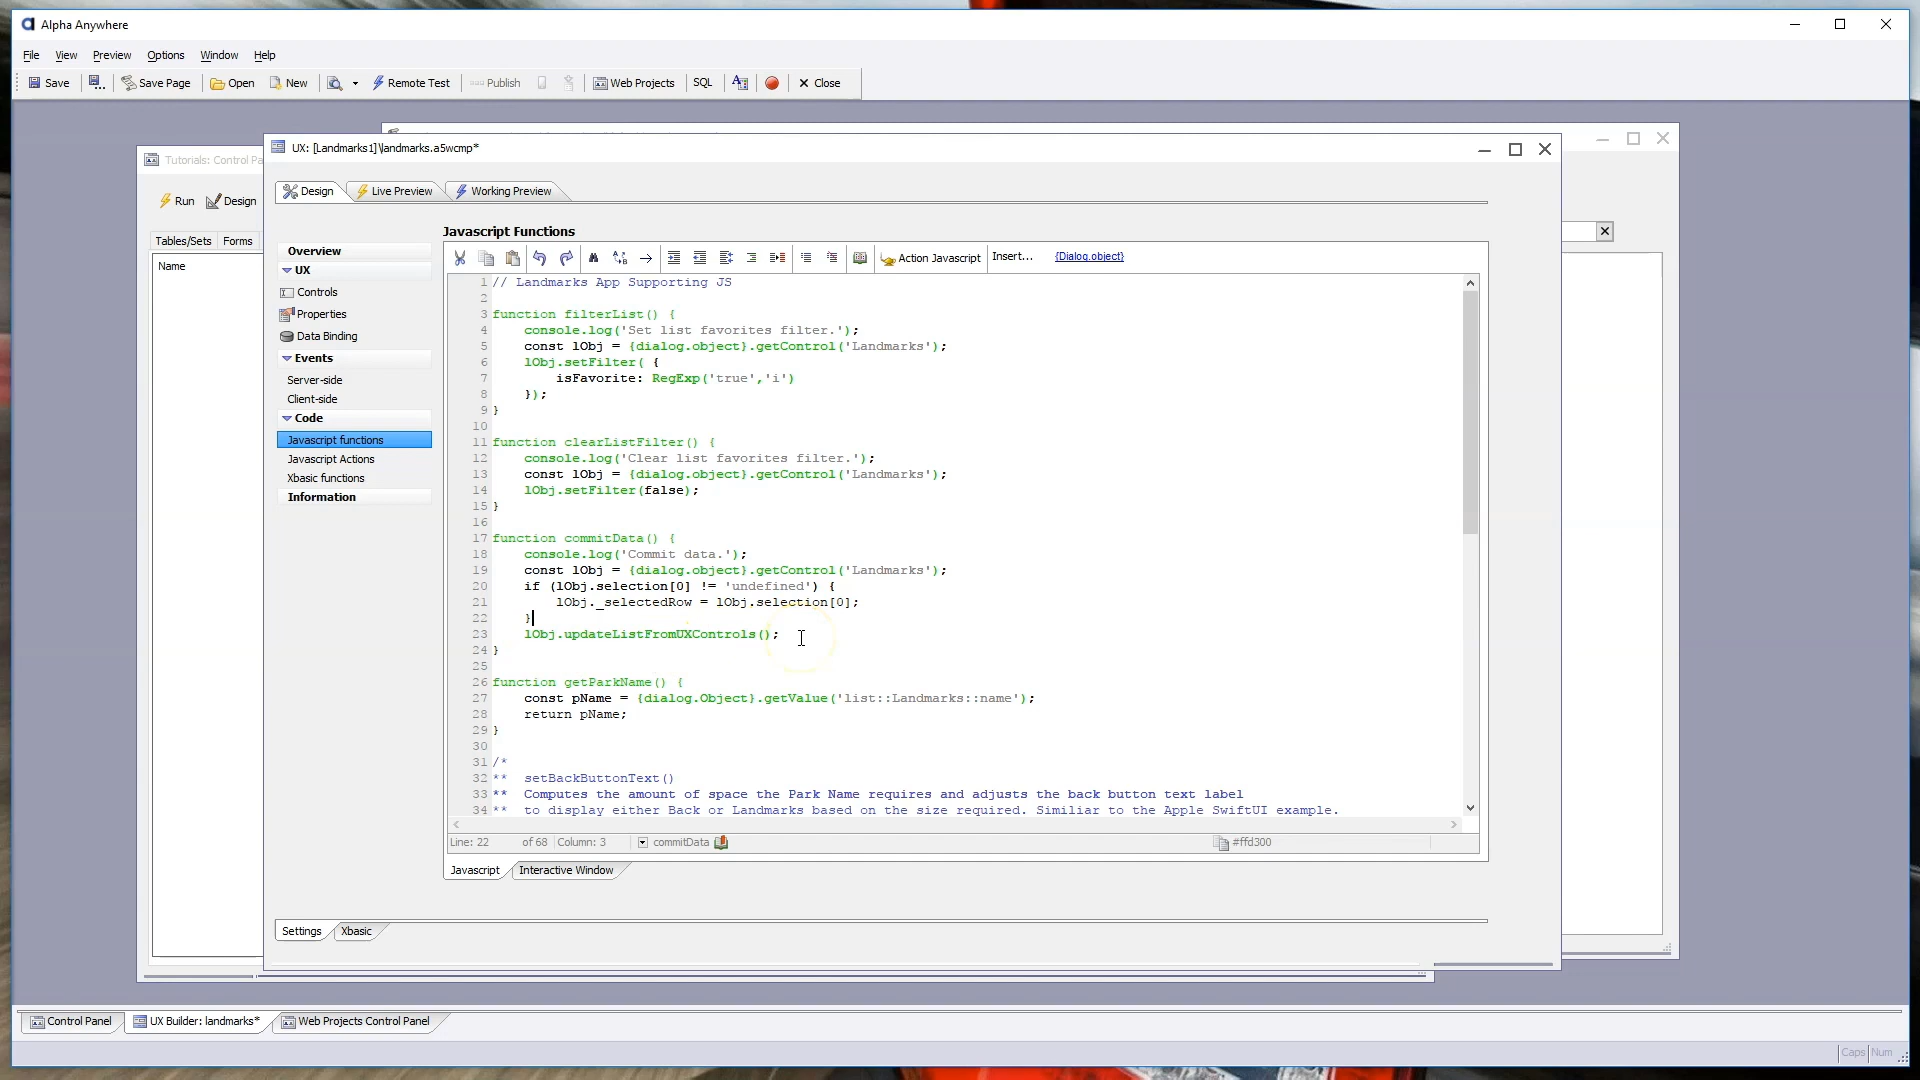 Alpha Anywhere
File View Preview Options Window Help
Save Save Page Open New Remote Test Publish Web Projects SQL Close
UX: [Landmarks1]\landmarks.a5wcmp*
Tutorials: Control Pa
Design Live Preview Working Preview
Run Design
Tables/Sets Forms
Name
Overview
UX
Controls
Properties
Data Binding
Events
Server-side
Client-side
Code
Javascript functions
Javascript Actions
Xbasic functions
Information
Javascript Functions
Action Javascript Insert... {Dialog.object}
1 // Landmarks App Supporting JS
2
3 function filterList() {
4 console.log('Set list favorites filter.');
5 const lObj = {dialog.object}.getControl('Landmarks');
6 lObj.setFilter( {
7 isFavorite: RegExp('true','i')
8 });
9 }
10
11 function clearListFilter() {
12 console.log('Clear list favorites filter.');
13 const lObj = {dialog.object}.getControl('Landmarks');
14 lObj.setFilter(false);
15 }
16
17 function commitData() {
18 console.log('Commit data.');
19 const lObj = {dialog.object}.getControl('Landmarks');
20 if (lObj.selection[0] != 'undefined') {
21 lObj._selectedRow = lObj.selection[0];
22 }
23 lObj.updateListFromUXControls();
24 }
25
26 function getParkName() {
27 const pName = {dialog.Object}.getValue('list::Landmarks::name');
28 return pName;
29 }
30
31 /*
32 ** setBackButtonText()
33 ** Computes the amount of space the Park Name requires and adjusts the back button text label
34 ** to display either Back or Landmarks based on the size required. Similiar to the Apple SwiftUI example.
Line: 22 of 68 Column: 3 commitData #ffd300
Javascript Interactive Window
Settings Xbasic
Control Panel UX Builder: landmarks* Web Projects Control Panel
Caps Num